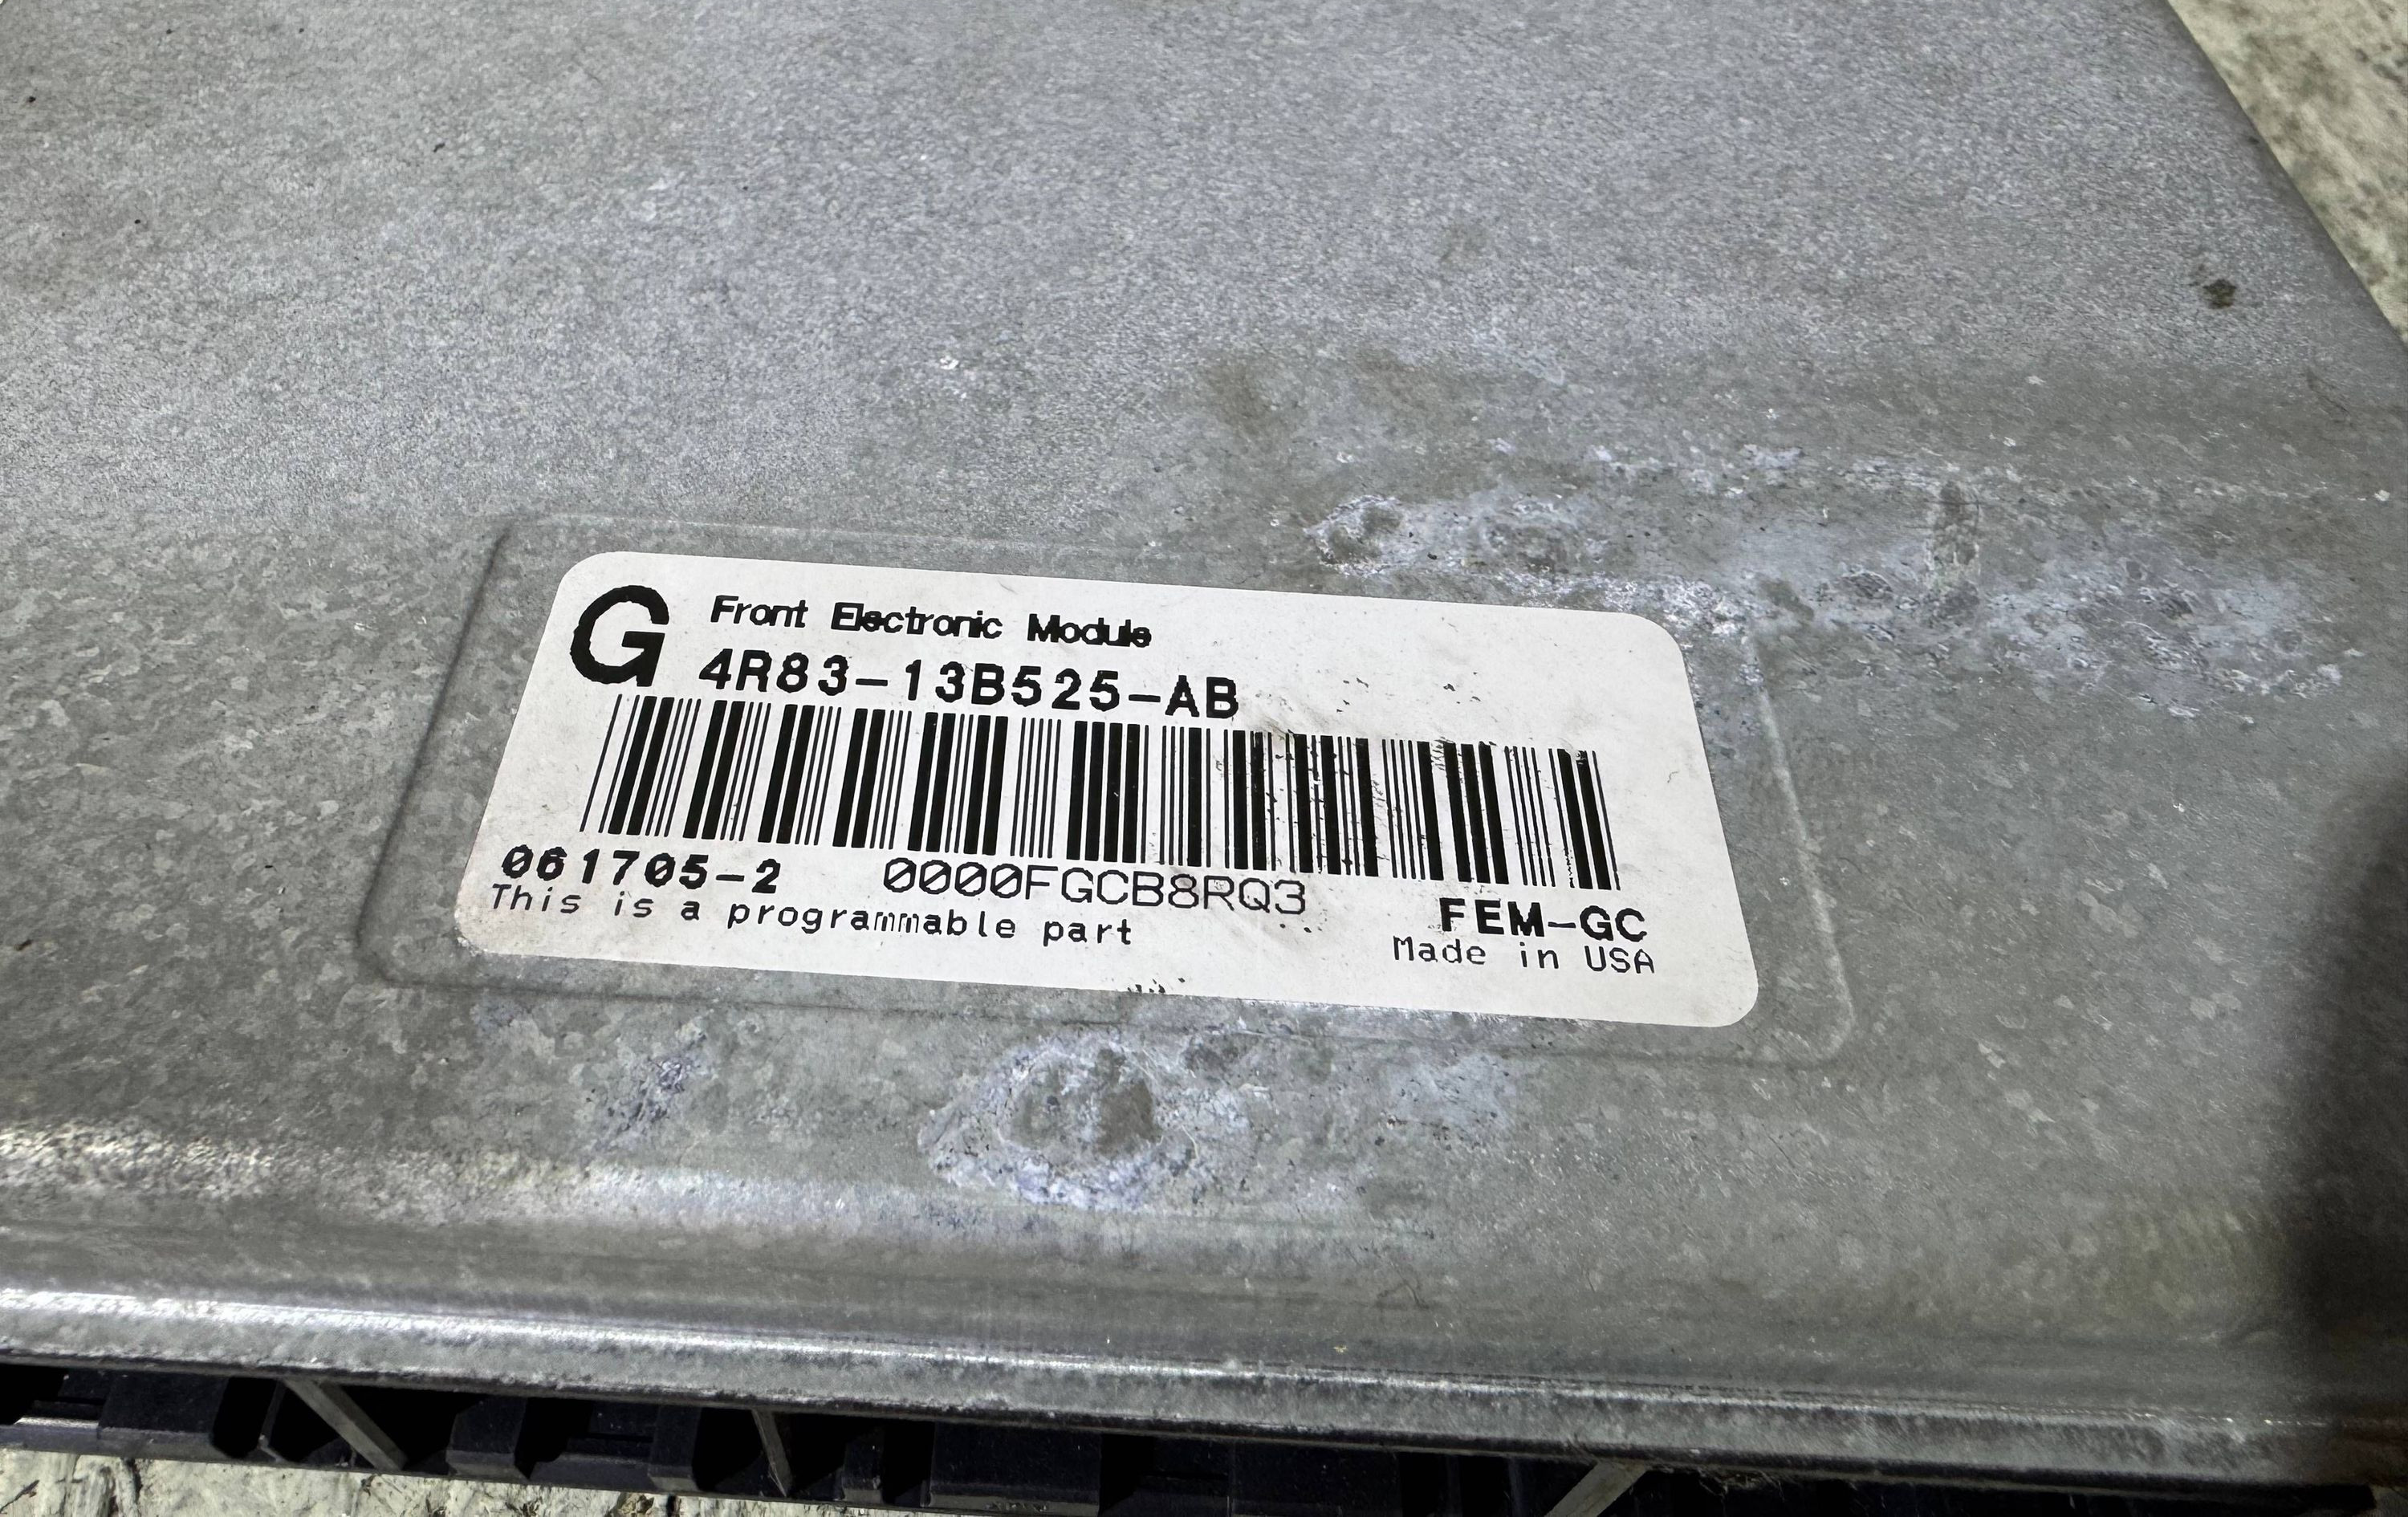 G Front Electronic Module
4R83-13B525-AB
061705-2 0000FGCB8RQ3
FEM-GC
This is a programmable part
Made in USA